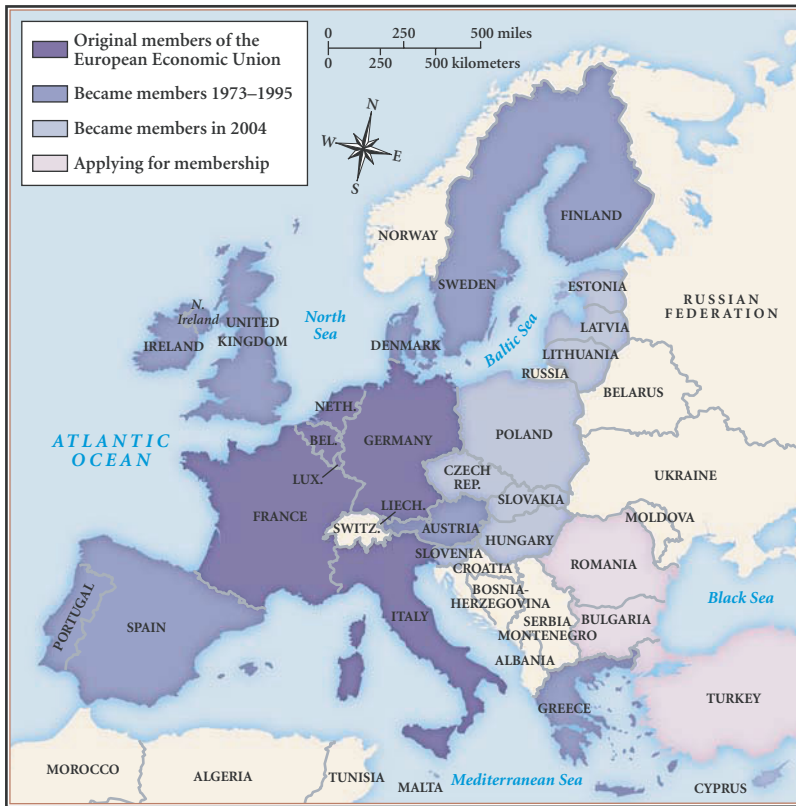 Original members of the
European Economic Union
Became members 1973–1995
Became members in 2004
Applying for membership
0 250 500 miles
0 250 500 kilometers
N
W
E
S
NORWAY
FINLAND
SWEDEN
ESTONIA
RUSSIAN
FEDERATION
LATVIA
LITHUANIA
RUSSIA
BELARUS
Baltic Sea
North
Sea
DENMARK
N.
Ireland
IRELAND
UNITED
KINGDOM
ATLANTIC
OCEAN
NETH.
BEL.
LUX.
GERMANY
POLAND
CZECH
REP.
SLOVAKIA
UKRAINE
MOLDOVA
FRANCE
LIECH.
SWITZ.
AUSTRIA
HUNGARY
SLOVENIA
CROATIA
ROMANIA
BOSNIA-
HERZEGOVINA
SERBIA
MONTENEGRO
BULGARIA
Black Sea
ITALY
ALBANIA
PORTUGAL
SPAIN
GREECE
TURKEY
MOROCCO
ALGERIA
TUNISIA
MALTA
Mediterranean Sea
CYPRUS